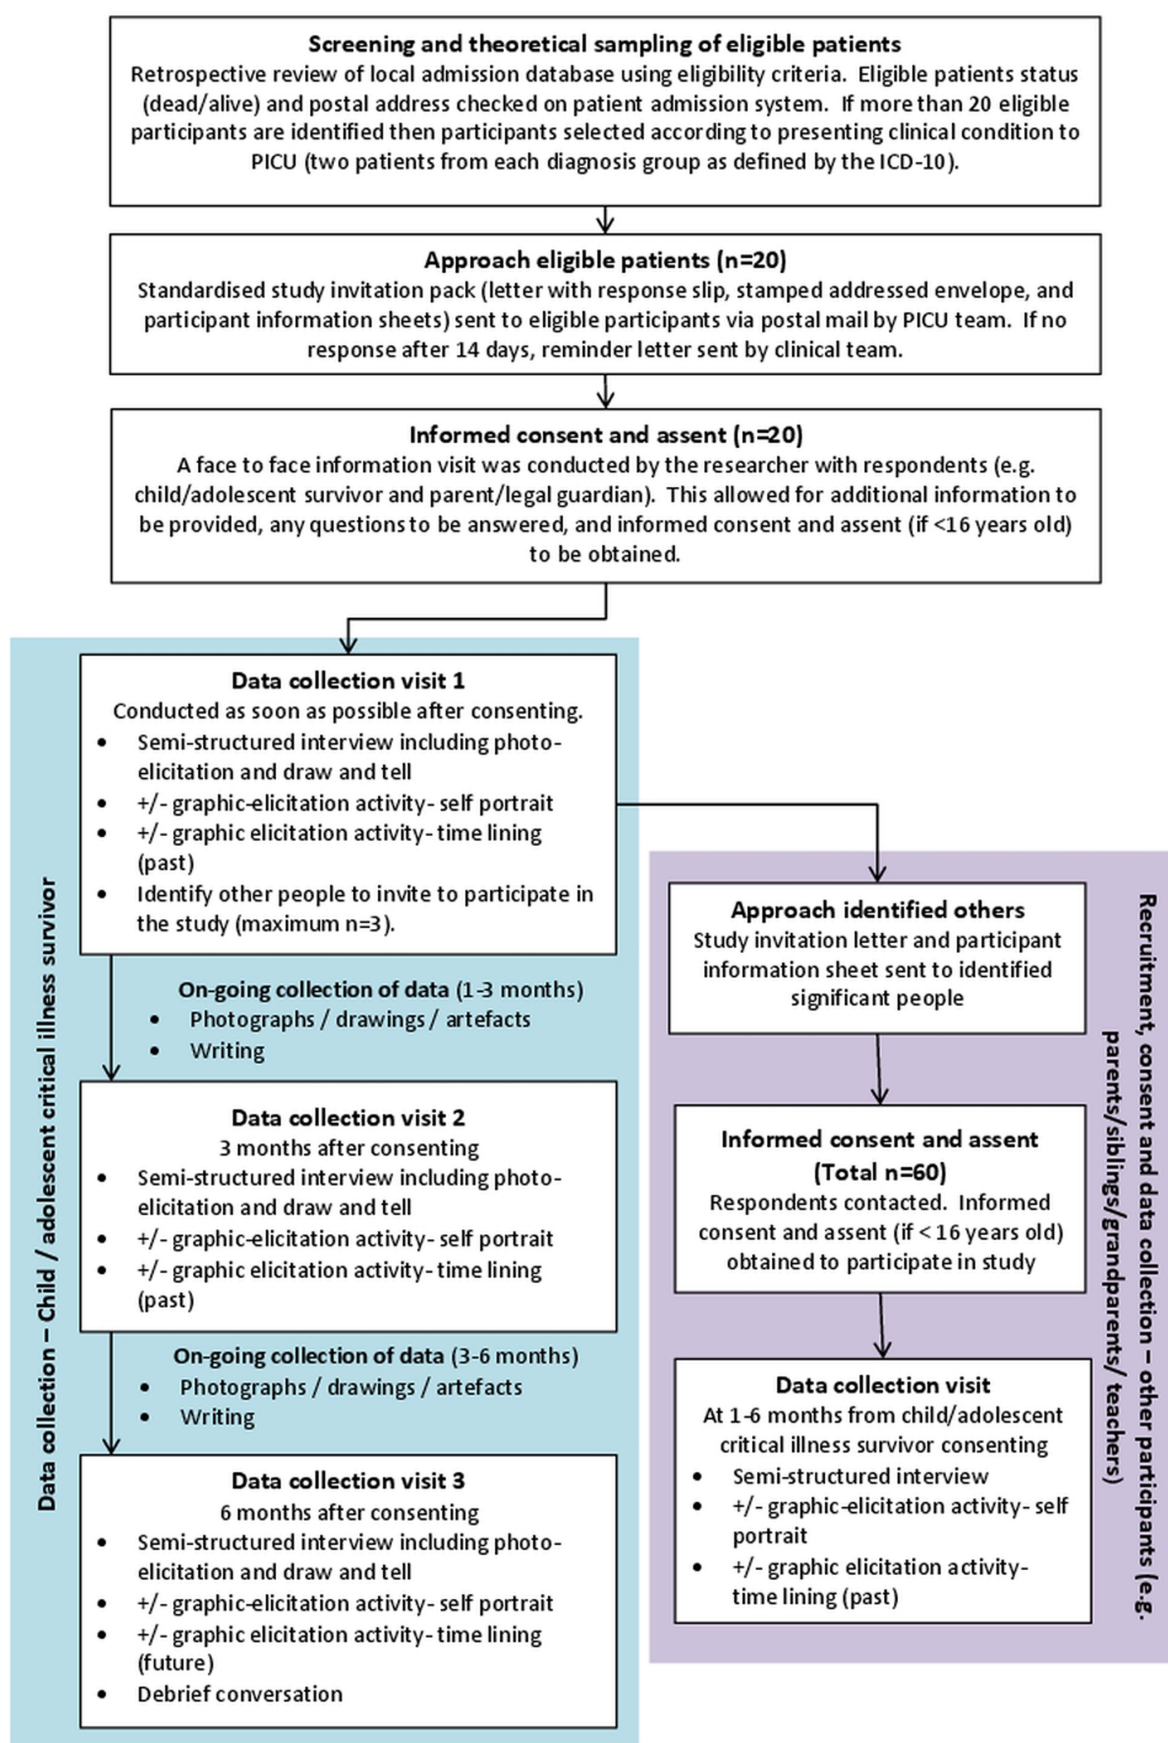 Screening and theoretical sampling of eligible patients
Retrospective review of local admission database using eligibility criteria.  Eligible patients status
(dead/alive) and postal address checked on patient admission system.  If more than 20 eligible
participants are identified then participants selected according to presenting clinical condition to
PICU (two patients from each diagnosis group as defined by the ICD-10).
Approach eligible patients (n=20)
Standardised study invitation pack (letter with response slip, stamped addressed envelope, and
participant information sheets) sent to eligible participants via postal mail by PICU team.  If no
response after 14 days, reminder letter sent by clinical team.
Informed consent and assent (n=20)
A face to face information visit was conducted by the researcher with respondents (e.g.
child/adolescent survivor and parent/legal guardian).  This allowed for additional information to
be provided, any questions to be answered, and informed consent and assent (if <16 years old)
to be obtained.
Data collection – Child / adolescent critical illness survivor
Data collection visit 1
Conducted as soon as possible after consenting.
• Semi-structured interview including photo-
elicitation and draw and tell
• +/- graphic-elicitation activity- self portrait
• +/- graphic elicitation activity- time lining
(past)
• Identify other people to invite to participate in
the study (maximum n=3).
On-going collection of data (1-3 months)
• Photographs / drawings / artefacts
• Writing
Data collection visit 2
3 months after consenting
• Semi-structured interview including photo-
elicitation and draw and tell
• +/- graphic-elicitation activity- self portrait
• +/- graphic elicitation activity- time lining
(past)
On-going collection of data (3-6 months)
• Photographs / drawings / artefacts
• Writing
Data collection visit 3
6 months after consenting
• Semi-structured interview including photo-
elicitation and draw and tell
• +/- graphic-elicitation activity- self portrait
• +/- graphic elicitation activity- time lining
(future)
• Debrief conversation
Recruitment, consent and data collection – other participants (e.g.
parents/siblings/grandparents/ teachers)
Approach identified others
Study invitation letter and participant
information sheet sent to identified
significant people
Informed consent and assent
(Total n=60)
Respondents contacted.  Informed
consent and assent (if < 16 years old)
obtained to participate in study
Data collection visit
At 1-6 months from child/adolescent
critical illness survivor consenting
• Semi-structured interview
• +/- graphic-elicitation activity- self
portrait
• +/- graphic elicitation activity-
time lining (past)